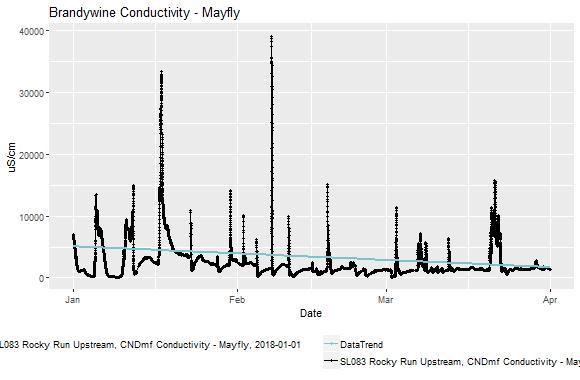 Brandywine Conductivity - Mayfly
40000
30000
20000
10000
0
uS/cm
Jan
Feb
Mar
Apr
Date
SL083 Rocky Run Upstream, CNDmf Conductivity - Mayfly, 2018-01-01
DataTrend
SL083 Rocky Run Upstream, CNDmf Conductivity - May